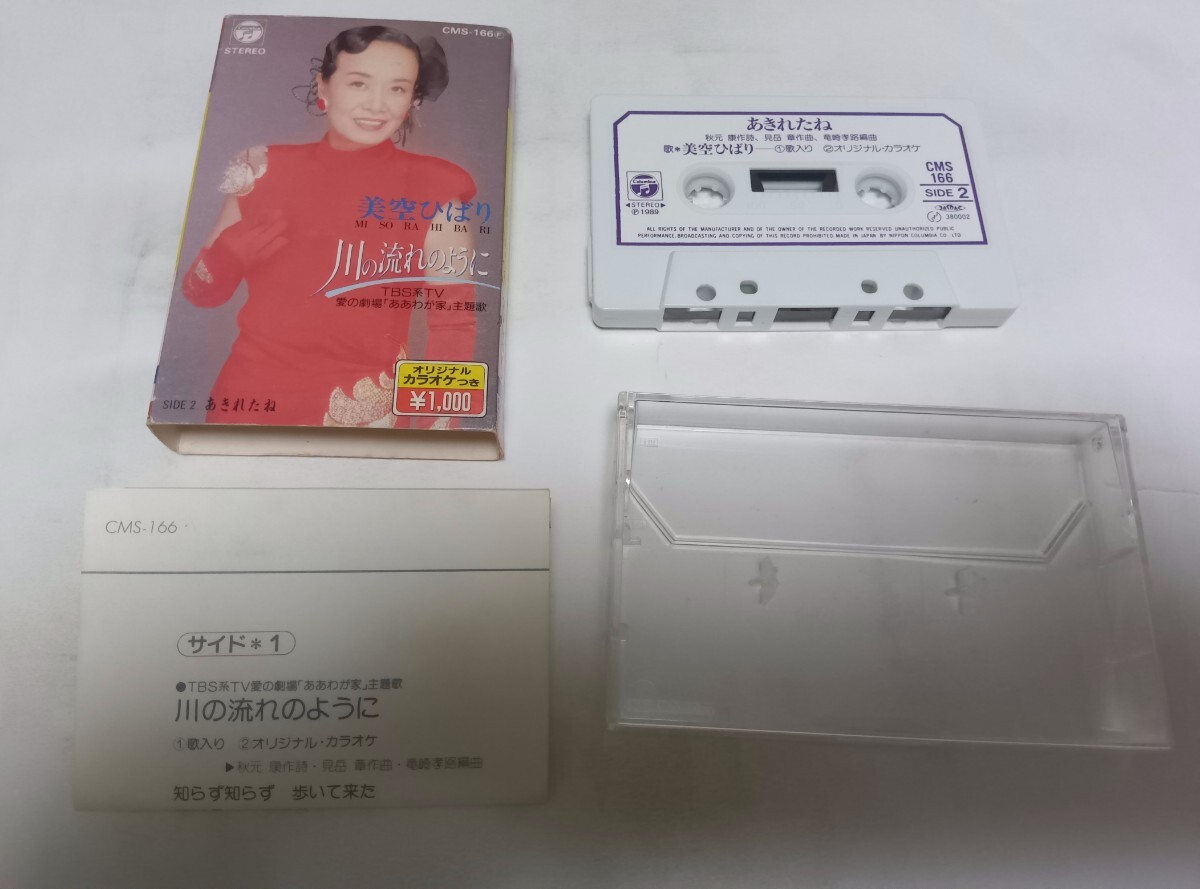 Columbia
STEREO
CMS-166Ⓟ
美空ひばり
MISORA HIBARI
川の流れのように
TBS系TV
愛の劇場「ああわが家」主題歌
オリジナル
カラオケつき
¥1,000
SIDE 2 あきれたね
あきれたね
秋元 康作詩、見岳 章作曲、竜崎孝路編曲
歌*美空ひばり──①歌入り ②オリジナル・カラオケ
Columbia
◀STEREO▶
Ⓟ1989
CMS
166
SIDE 2
380002
ALL RIGHTS OF THE MANUFACTURER AND OF THE OWNER OF THE RECORDED WORK RESERVED UNAUTHORIZED PUBLIC
PERFORMANCE, BROADCASTING AND COPYING OF THIS RECORD PROHIBITED MADE IN JAPAN BY NIPPON COLUMBIA CO. LTD.
CMS-166
サイド*1
●TBS系TV愛の劇場「ああわが家」主題歌
川の流れのように
①歌入り ②オリジナル・カラオケ
▶秋元 康作詩・見岳 章作曲・竜崎孝路編曲
知らず知らず 歩いて来た